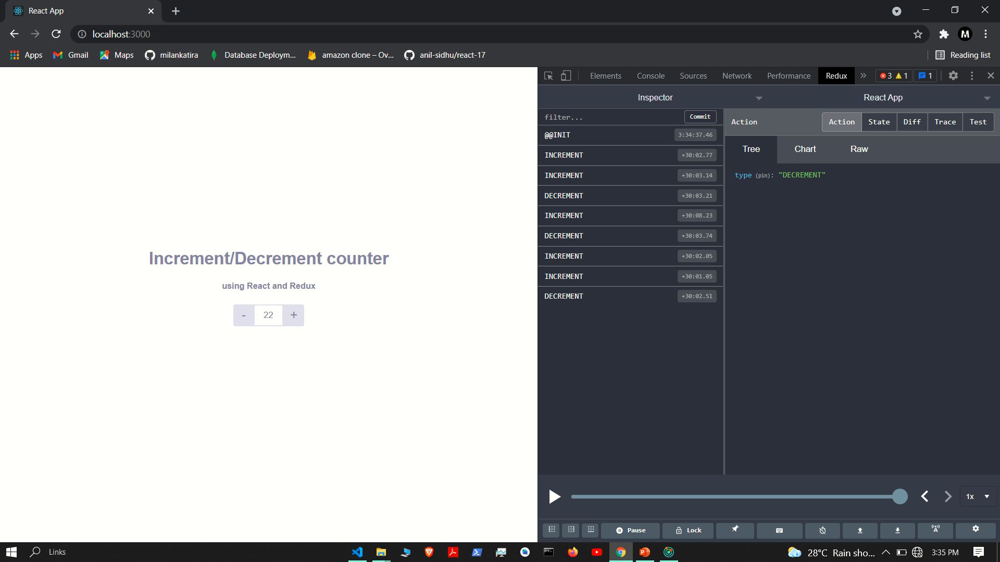 React App
localhost:3000
M
Apps Gmail Maps milankatira Database Deploym... amazon clone – Ov... anil-sidhu/react-17 Reading list
Elements Console Sources Network Performance Redux 3 1 1
Inspector React App
filter... Commit
@@INIT 3:34:37.46
INCREMENT +30:02.77
INCREMENT +30:03.14
DECREMENT +30:03.21
INCREMENT +30:08.23
DECREMENT +30:03.74
INCREMENT +30:02.05
INCREMENT +30:01.05
DECREMENT +30:02.51
Action Action State Diff Trace Test
Tree Chart Raw
type (pin): "DECREMENT"
Increment/Decrement counter
using React and Redux
- 22 +
1x
Pause Lock
Links 28°C Rain sho... 3:35 PM